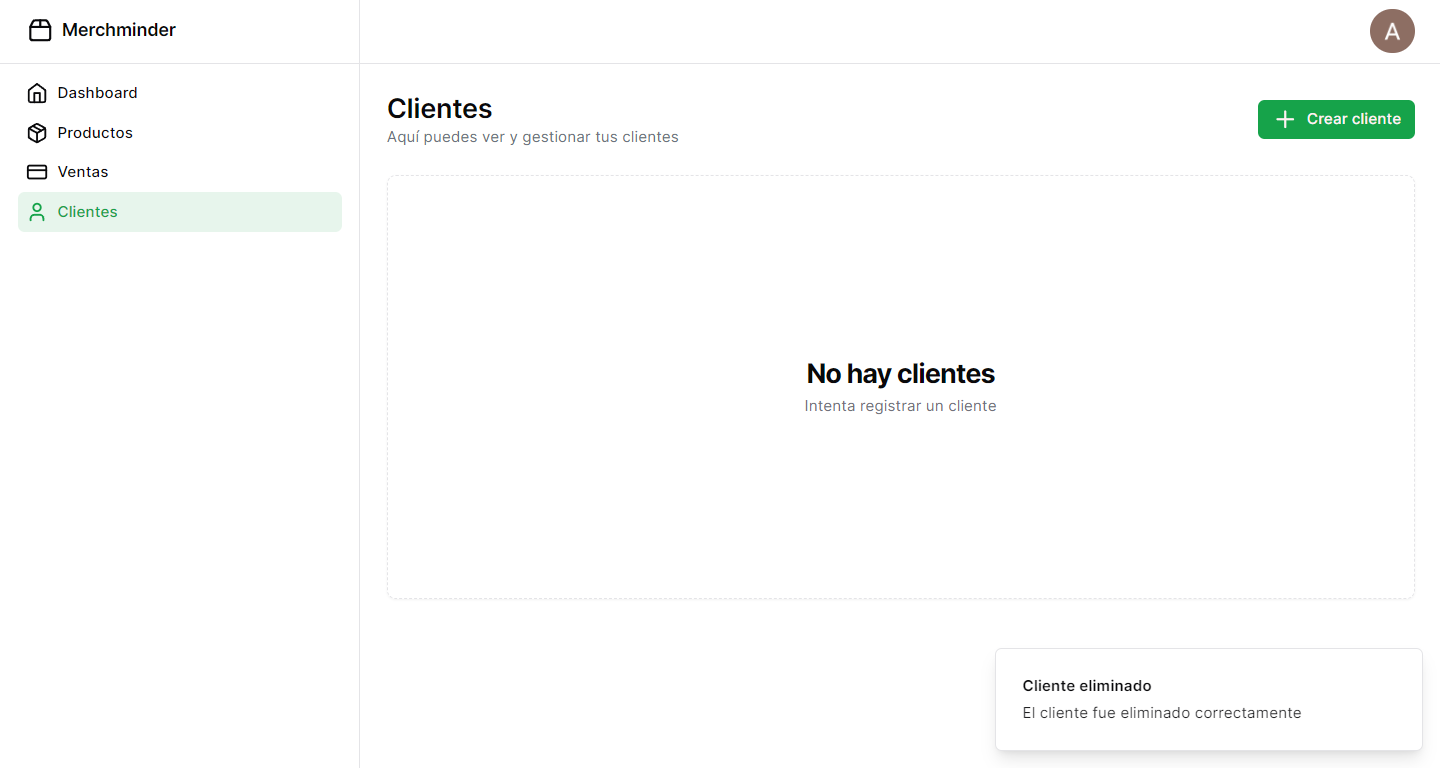 Merchminder
A
Dashboard
Productos
Ventas
Clientes
Clientes
Aquí puedes ver y gestionar tus clientes
Crear cliente
No hay clientes
Intenta registrar un cliente
Cliente eliminado
El cliente fue eliminado correctamente